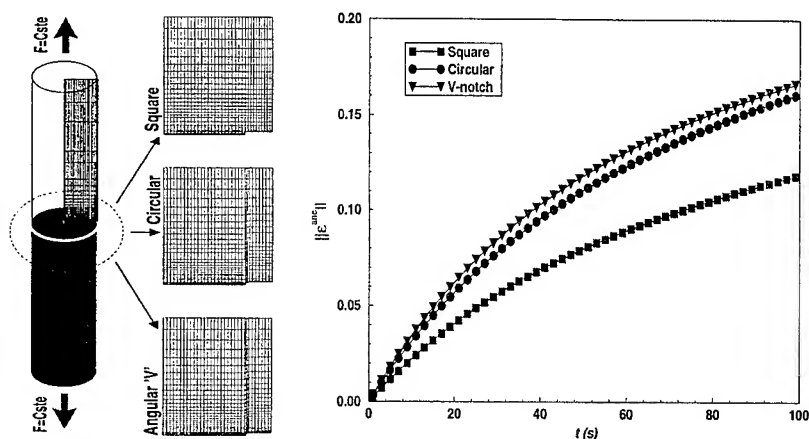 F=Cste
F=Cste
Square
Circular
Angular 'V'
0.20
0.15
0.10
0.05
0.00
||ε^anc||
Square
Circular
V-notch
0
20
40
60
80
100
t (s)